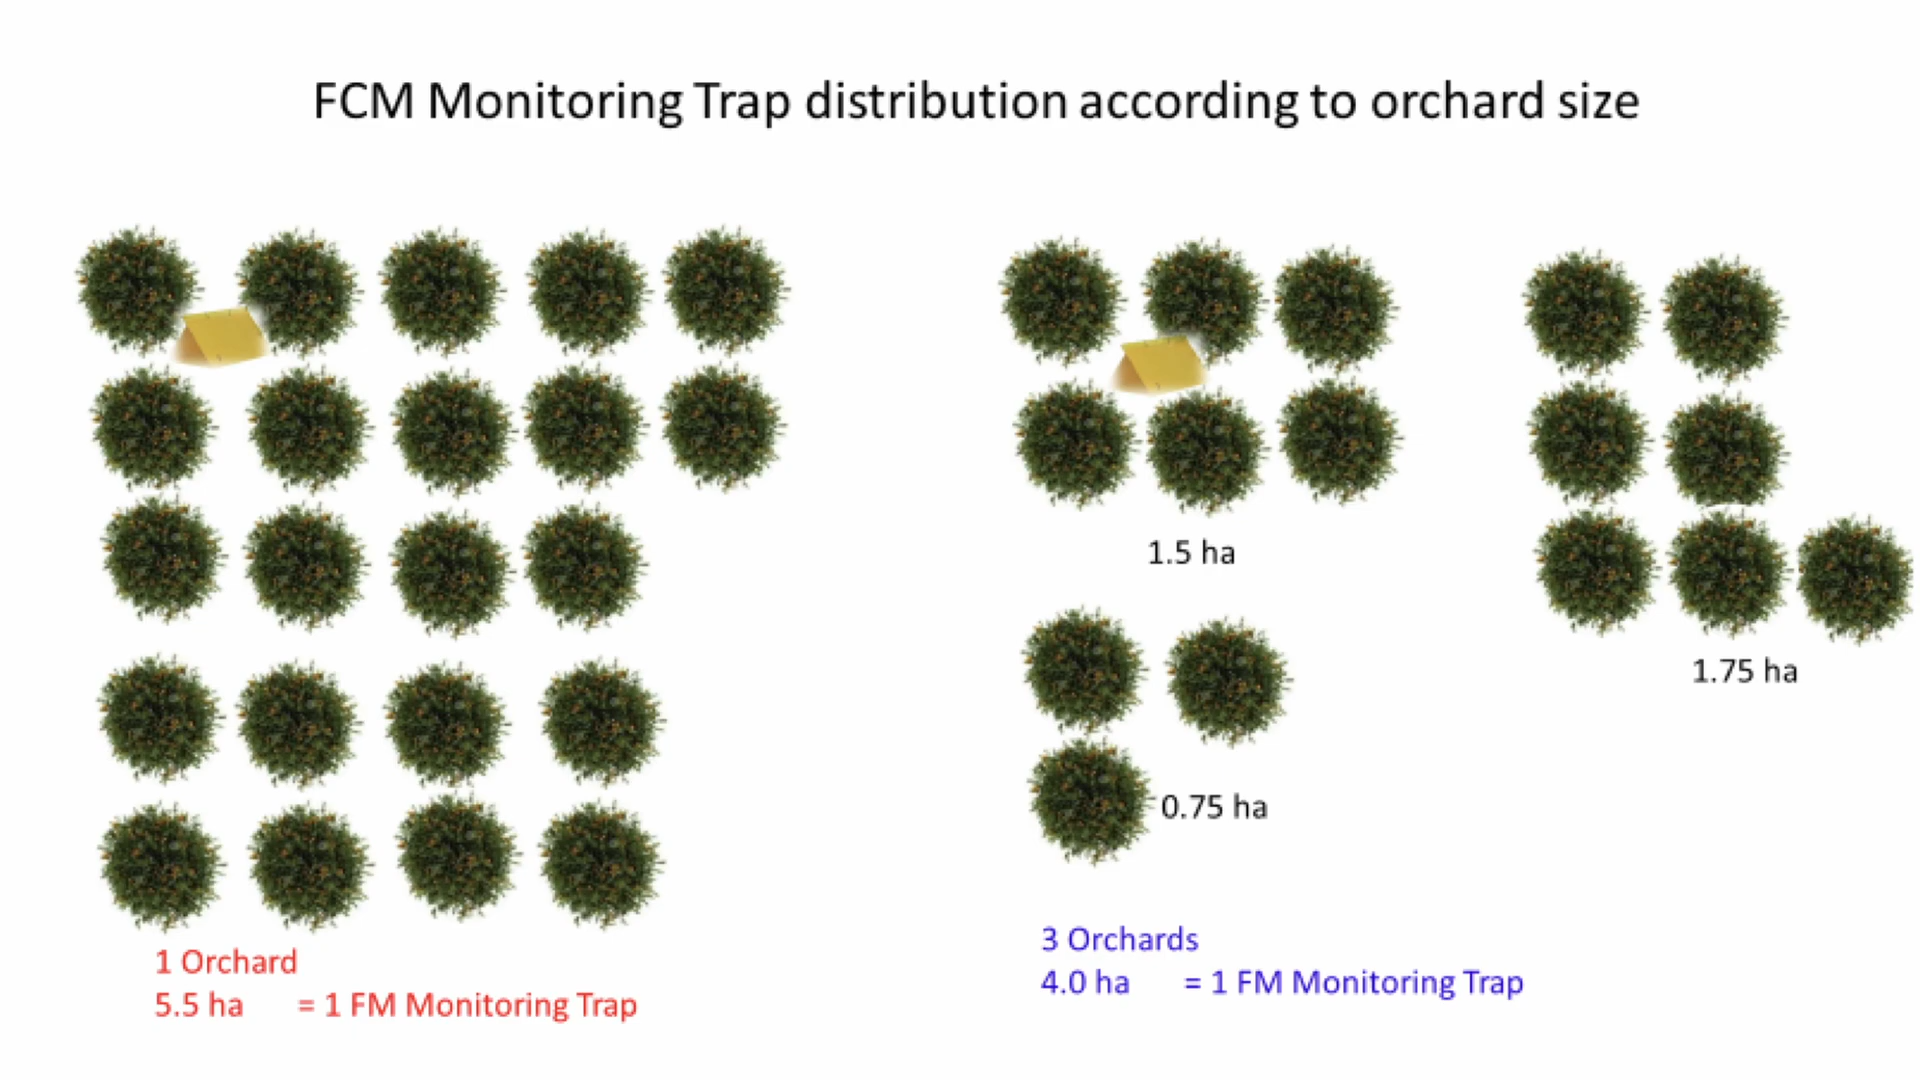 FCM Monitoring Trap distribution according to orchard size
1.5 ha
1.75 ha
0.75 ha
1 Orchard
5.5 ha = 1 FM Monitoring Trap
3 Orchards
4.0 ha = 1 FM Monitoring Trap